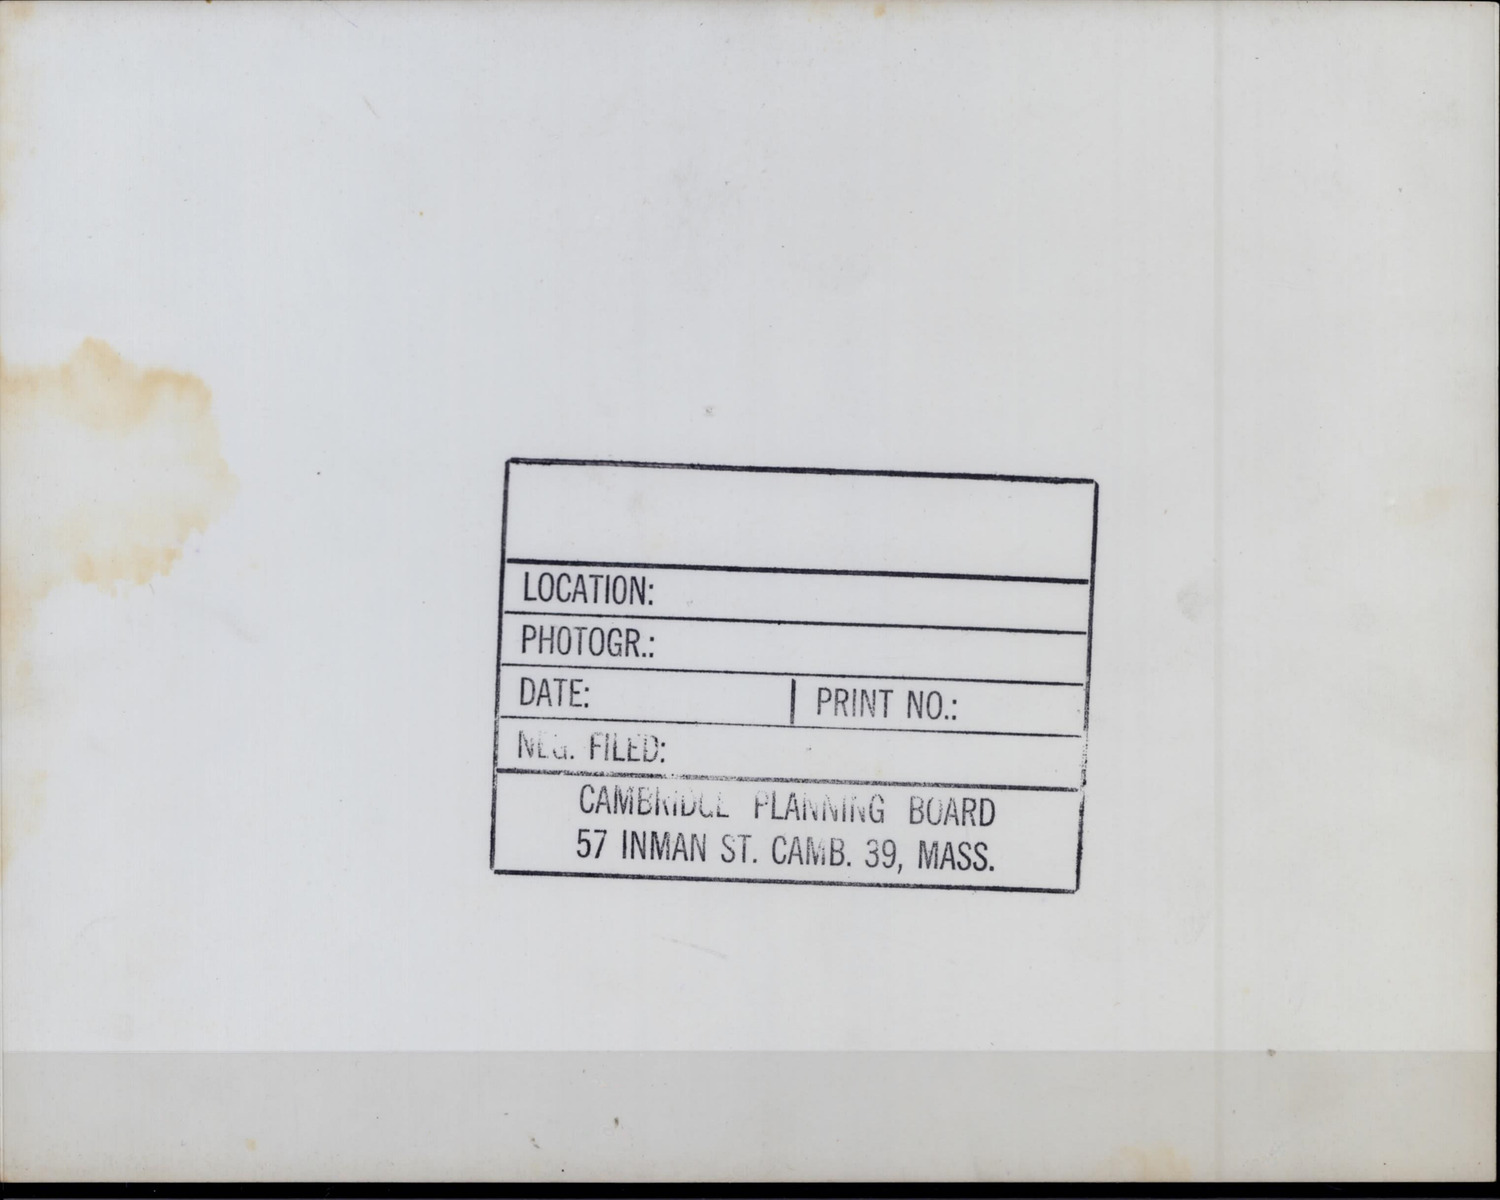 LOCATION:
PHOTOGR.:
DATE: PRINT NO.:
NEG. FILED:
CAMBRIDGE PLANNING BOARD
57 INMAN ST. CAMB. 39, MASS.